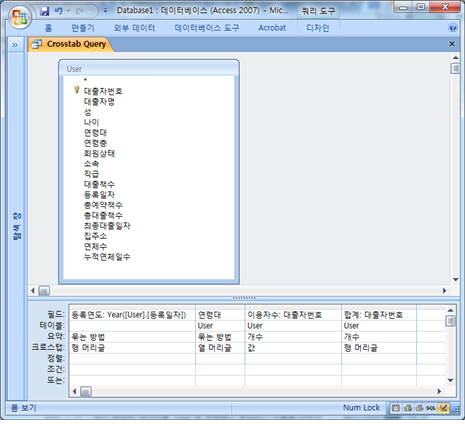 Database1 : 데이터베이스 (Access 2007) - Mic...
쿼리 도구
홈 만들기 외부 데이터 데이터베이스 도구 Acrobat 디자인
Crosstab Query
탐색 창
User
*
대출자번호
대출자명
성
나이
연령대
연령층
회원상태
소속
직급
대출책수
등록일자
총예약책수
총대출책수
최종대출일자
집주소
연체수
누적연체일수
필드: 등록연도: Year([User].[등록일자]) 연령대 이용자수: 대출자번호 합계: 대출자번호
테이블: User User User
요약: 묶는 방법 묶는 방법 개수 개수
크로스탭: 행 머리글 열 머리글 값 행 머리글
정렬:
조건:
또는:
폼 보기 Num Lock SQL